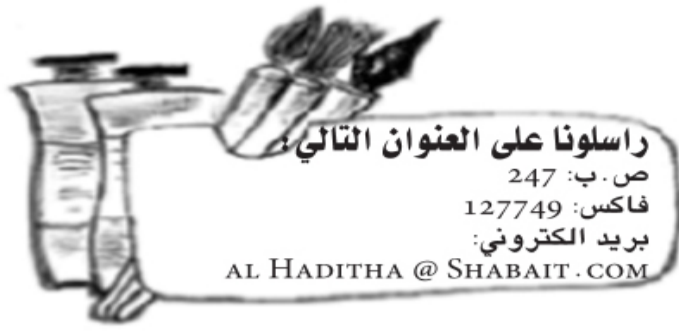 راسلونا على العنوان التالي:
ص.ب: 247
فاكس: 127749
بريد الكتروني:
AL HADITHA @ SHABAIT.COM